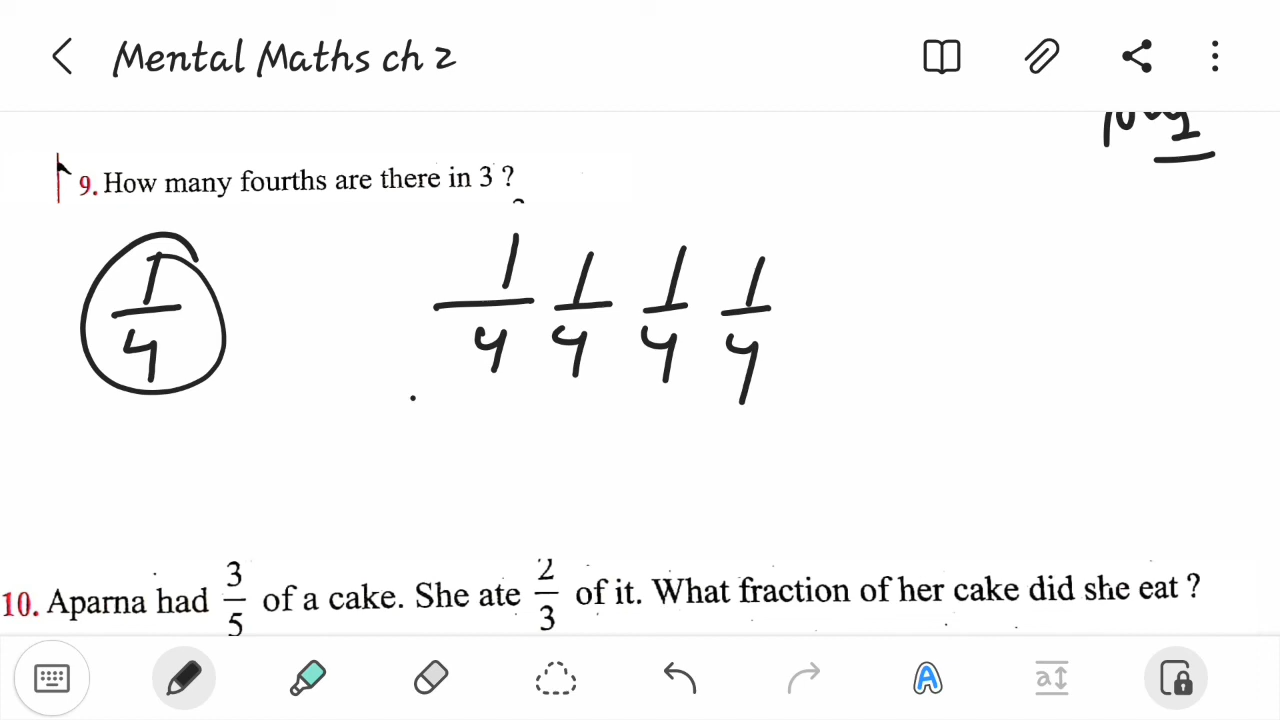 Mental Maths ch 2
9. How many fourths are there in 3 ?
1/4 1/4 1/4 1/4 1/4
10. Aparna had 3/5 of a cake. She ate 2/3 of it. What fraction of her cake did she eat ?
A a